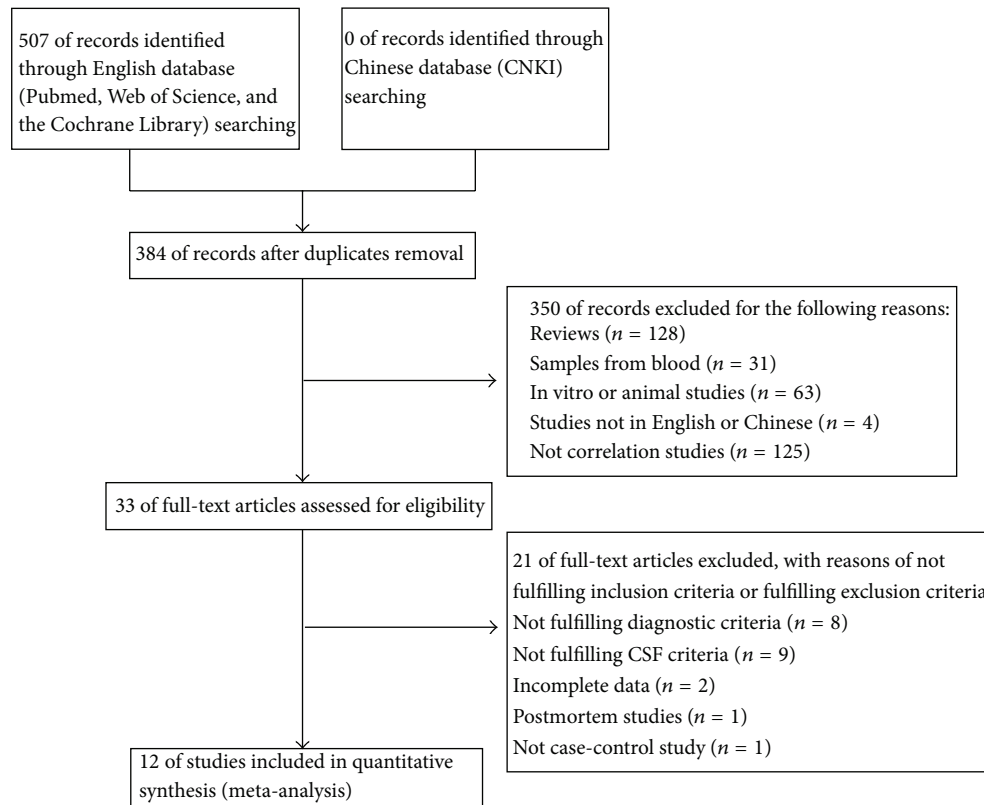 507 of records identified
through English database
(Pubmed, Web of Science, and
the Cochrane Library) searching
0 of records identified through
Chinese database (CNKI)
searching
384 of records after duplicates removal
350 of records excluded for the following reasons:
Reviews (n = 128)
Samples from blood (n = 31)
In vitro or animal studies (n = 63)
Studies not in English or Chinese (n = 4)
Not correlation studies (n = 125)
33 of full-text articles assessed for eligibility
21 of full-text articles excluded, with reasons of not
fulfilling inclusion criteria or fulfilling exclusion criteria
Not fulfilling diagnostic criteria (n = 8)
Not fulfilling CSF criteria (n = 9)
Incomplete data (n = 2)
Postmortem studies (n = 1)
Not case-control study (n = 1)
12 of studies included in quantitative
synthesis (meta-analysis)